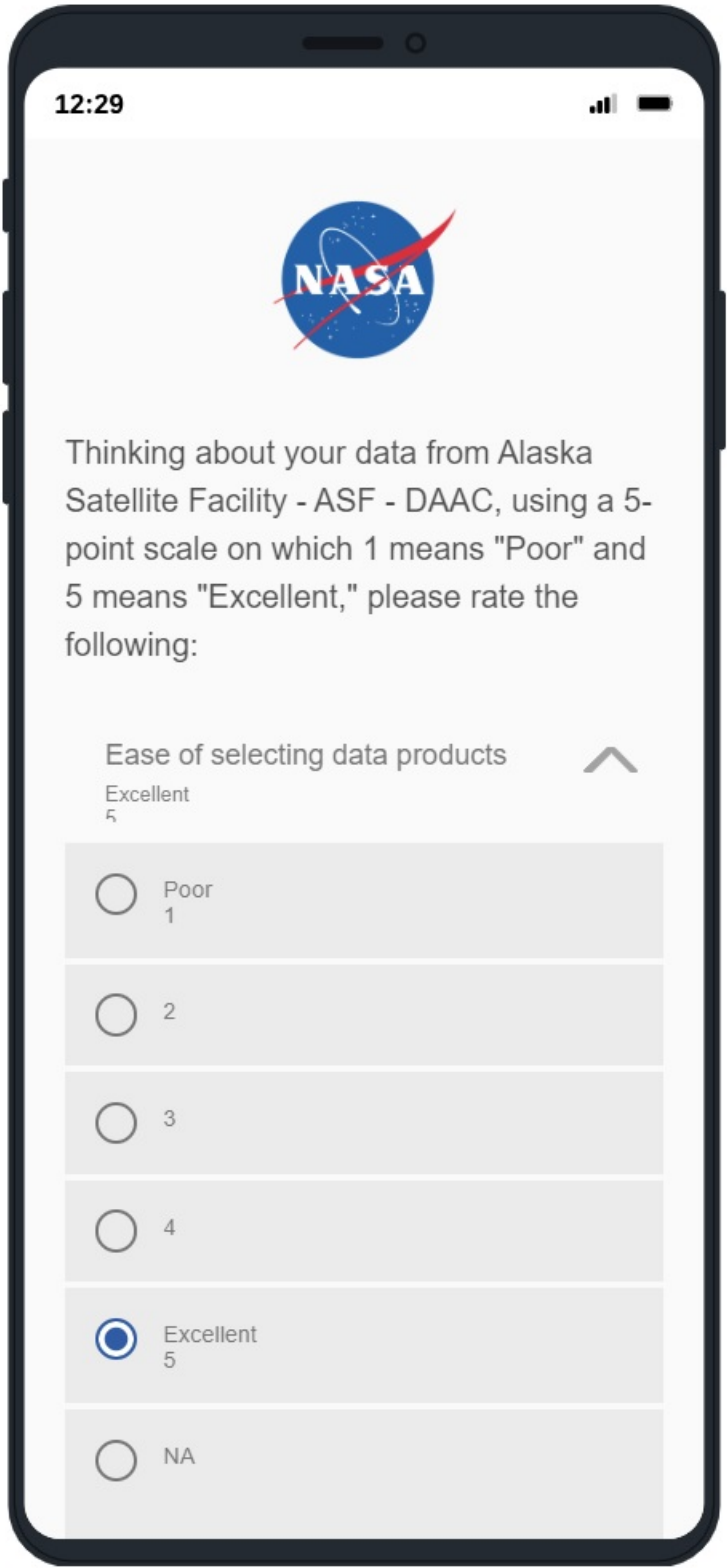 12:29
NASA
Thinking about your data from Alaska
Satellite Facility - ASF - DAAC, using a 5-
point scale on which 1 means "Poor" and
5 means "Excellent," please rate the
following:
Ease of selecting data products
Excellent
5
Poor
1
2
3
4
Excellent
5
NA